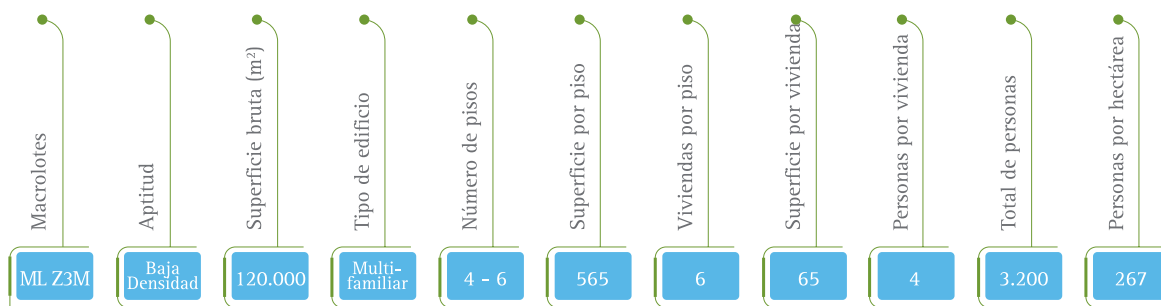 Macrolotes
Aptitud
Superficie bruta (m²)
Tipo de edificio
Número de pisos
Superficie por piso
Viviendas por piso
Superficie por vivienda
Personas por vivienda
Total de personas
Personas por hectárea
ML Z3M
Baja
Densidad
120.000
Multi-
familiar
4 - 6
565
6
65
4
3.200
267